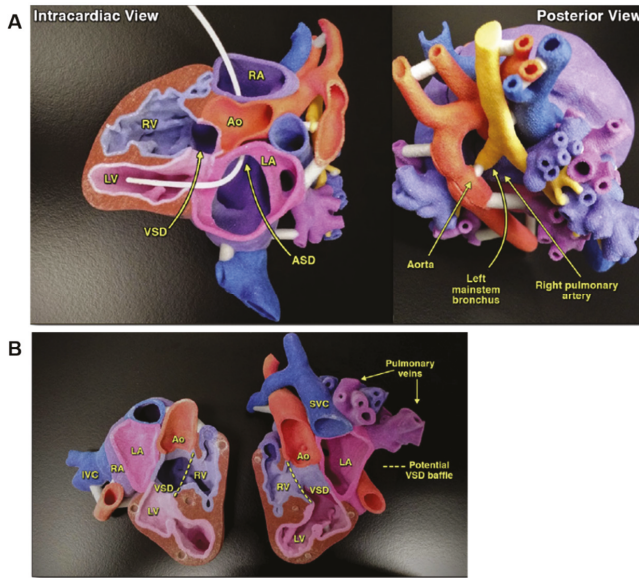 A
Intracardiac View
RA
RV
Ao
LA
LV
VSD
ASD
Posterior View
Aorta
Left
mainstem
bronchus
Right pulmonary
artery
B
Ao
LA
IVC
RA
VSD
RV
LV
SVC
Pulmonary
veins
Ao
LA
RV
VSD
LV
Potential
VSD baffle